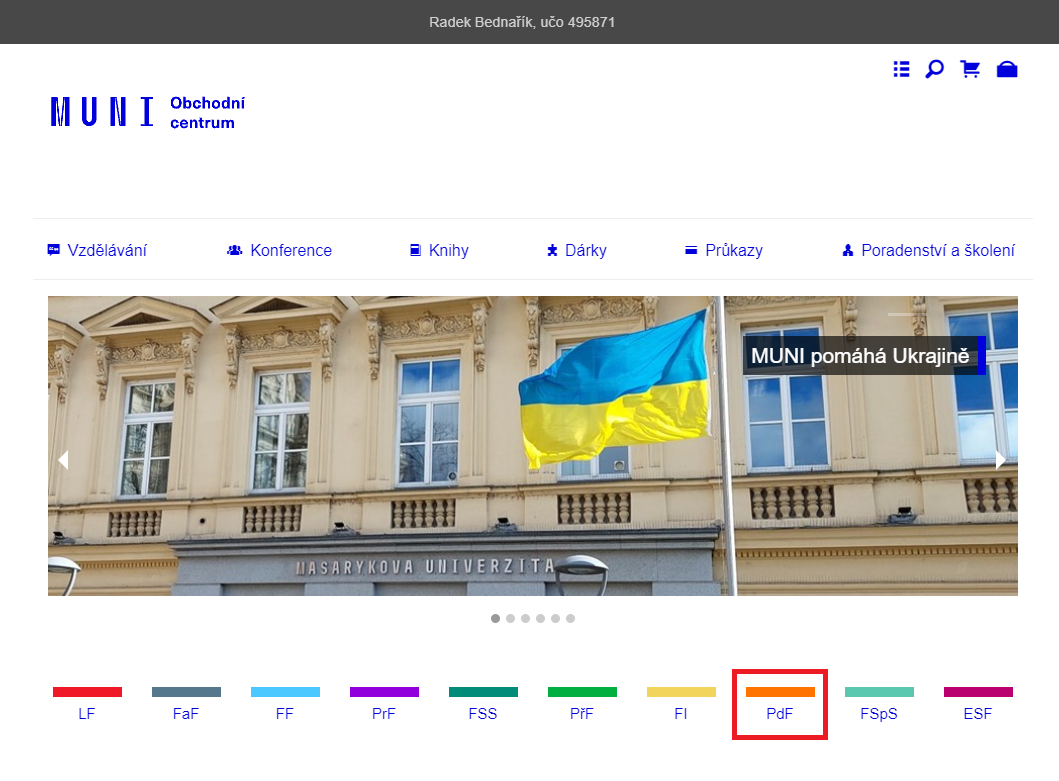 Radek Bednařík, učo 495871
MUNI Obchodní
centrum
Vzdělávání Konference Knihy Dárky Průkazy Poradenství a školení
MUNI pomáhá Ukrajině
MASARYKOVA UNIVERZITA
LF FaF FF PrF FSS PřF FI PdF FSpS ESF